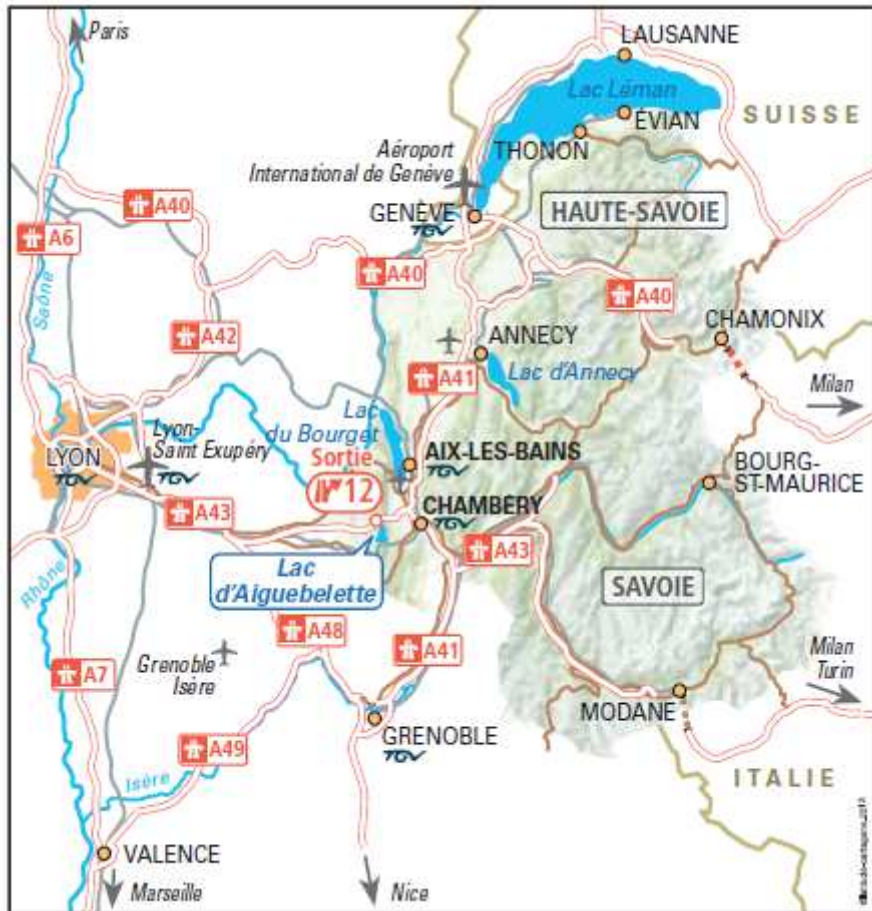 Paris
LAUSANNE
Lac Léman
ÉVIAN
SUISSE
THONON
Aéroport
International de Genève
GENÈVE
TGV
HAUTE-SAVOIE
A40
A6
A40
A40
Saône
A42
CHAMONIX
ANNECY
A41
Lac d'Annecy
Milan
Lac
du Bourget
Lyon-
Saint Exupéry
LYON
TGV
TGV
AIX-LES-BAINS
TGV
Sortie
12
BOURG-
ST-MAURICE
A43
CHAMBÉRY
TGV
A43
Lac
d'Aiguebelette
SAVOIE
Rhône
A48
A41
Grenoble
Isère
A7
Milan
Turin
MODANE
GRENOBLE
TGV
A49
Isère
ITALIE
VALENCE
Marseille
Nice